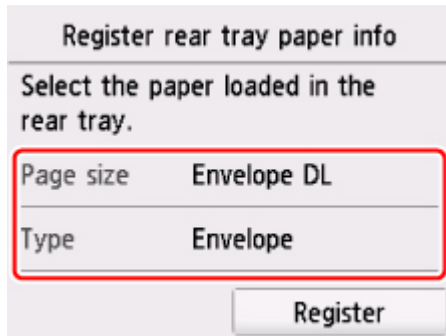 Register rear tray paper info
Select the paper loaded in the
rear tray.
Page size Envelope DL
Type Envelope
Register